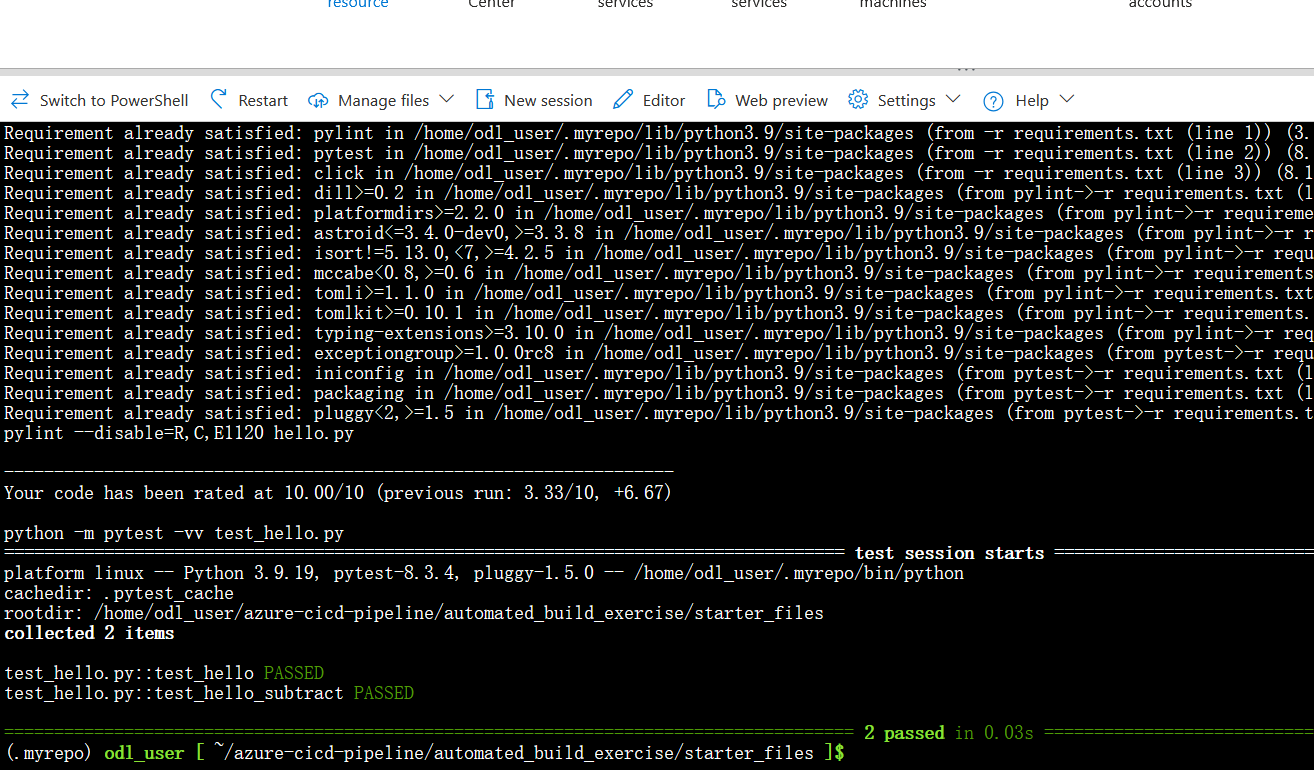 resource Center services services machines accounts
...
Switch to PowerShell Restart Manage files New session Editor Web preview Settings Help
Requirement already satisfied: pylint in /home/odl_user/.myrepo/lib/python3.9/site-packages (from -r requirements.txt (line 1)) (3.
Requirement already satisfied: pytest in /home/odl_user/.myrepo/lib/python3.9/site-packages (from -r requirements.txt (line 2)) (8.
Requirement already satisfied: click in /home/odl_user/.myrepo/lib/python3.9/site-packages (from -r requirements.txt (line 3)) (8.1
Requirement already satisfied: dill>=0.2 in /home/odl_user/.myrepo/lib/python3.9/site-packages (from pylint->-r requirements.txt (l
Requirement already satisfied: platformdirs>=2.2.0 in /home/odl_user/.myrepo/lib/python3.9/site-packages (from pylint->-r requireme
Requirement already satisfied: astroid<=3.4.0-dev0,>=3.3.8 in /home/odl_user/.myrepo/lib/python3.9/site-packages (from pylint->-r r
Requirement already satisfied: isort!=5.13.0,<7,>=4.2.5 in /home/odl_user/.myrepo/lib/python3.9/site-packages (from pylint->-r requ
Requirement already satisfied: mccabe<0.8,>=0.6 in /home/odl_user/.myrepo/lib/python3.9/site-packages (from pylint->-r requirements
Requirement already satisfied: tomli>=1.1.0 in /home/odl_user/.myrepo/lib/python3.9/site-packages (from pylint->-r requirements.txt
Requirement already satisfied: tomlkit>=0.10.1 in /home/odl_user/.myrepo/lib/python3.9/site-packages (from pylint->-r requirements.
Requirement already satisfied: typing-extensions>=3.10.0 in /home/odl_user/.myrepo/lib/python3.9/site-packages (from pylint->-r req
Requirement already satisfied: exceptiongroup>=1.0.0rc8 in /home/odl_user/.myrepo/lib/python3.9/site-packages (from pytest->-r requ
Requirement already satisfied: iniconfig in /home/odl_user/.myrepo/lib/python3.9/site-packages (from pytest->-r requirements.txt (l
Requirement already satisfied: packaging in /home/odl_user/.myrepo/lib/python3.9/site-packages (from pytest->-r requirements.txt (l
Requirement already satisfied: pluggy<2,>=1.5 in /home/odl_user/.myrepo/lib/python3.9/site-packages (from pytest->-r requirements.t
pylint --disable=R,C,E1120 hello.py
-------------------------------------------------------------------
Your code has been rated at 10.00/10 (previous run: 3.33/10, +6.67)
python -m pytest -vv test_hello.py
==================================================================================== test session starts ==========================
platform linux -- Python 3.9.19, pytest-8.3.4, pluggy-1.5.0 -- /home/odl_user/.myrepo/bin/python
cachedir: .pytest_cache
rootdir: /home/odl_user/azure-cicd-pipeline/automated_build_exercise/starter_files
collected 2 items
test_hello.py::test_hello PASSED
test_hello.py::test_hello_subtract PASSED
===================================================================================== 2 passed in 0.03s ===========================
(.myrepo) odl_user [ ~/azure-cicd-pipeline/automated_build_exercise/starter_files ]$